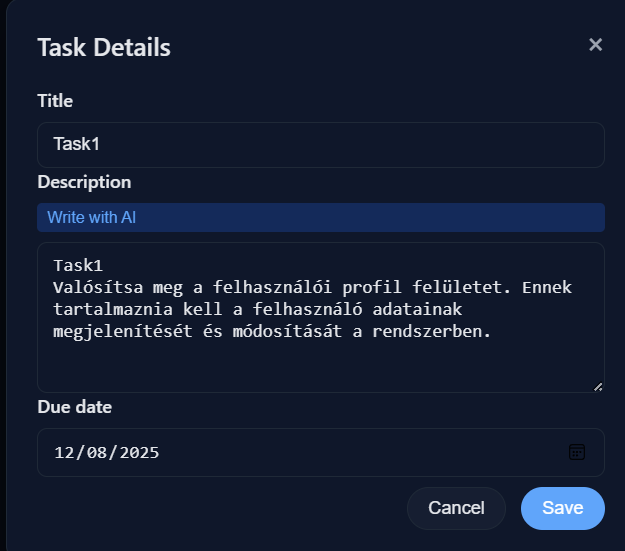 Task Details
×
Title
Task1
Description
Write with AI
Task1
Valósítsa meg a felhasználói profil felületet. Ennek
tartalmaznia kell a felhasználó adatainak
megjelenítését és módosítását a rendszerben.
Due date
12/08/2025
Cancel
Save